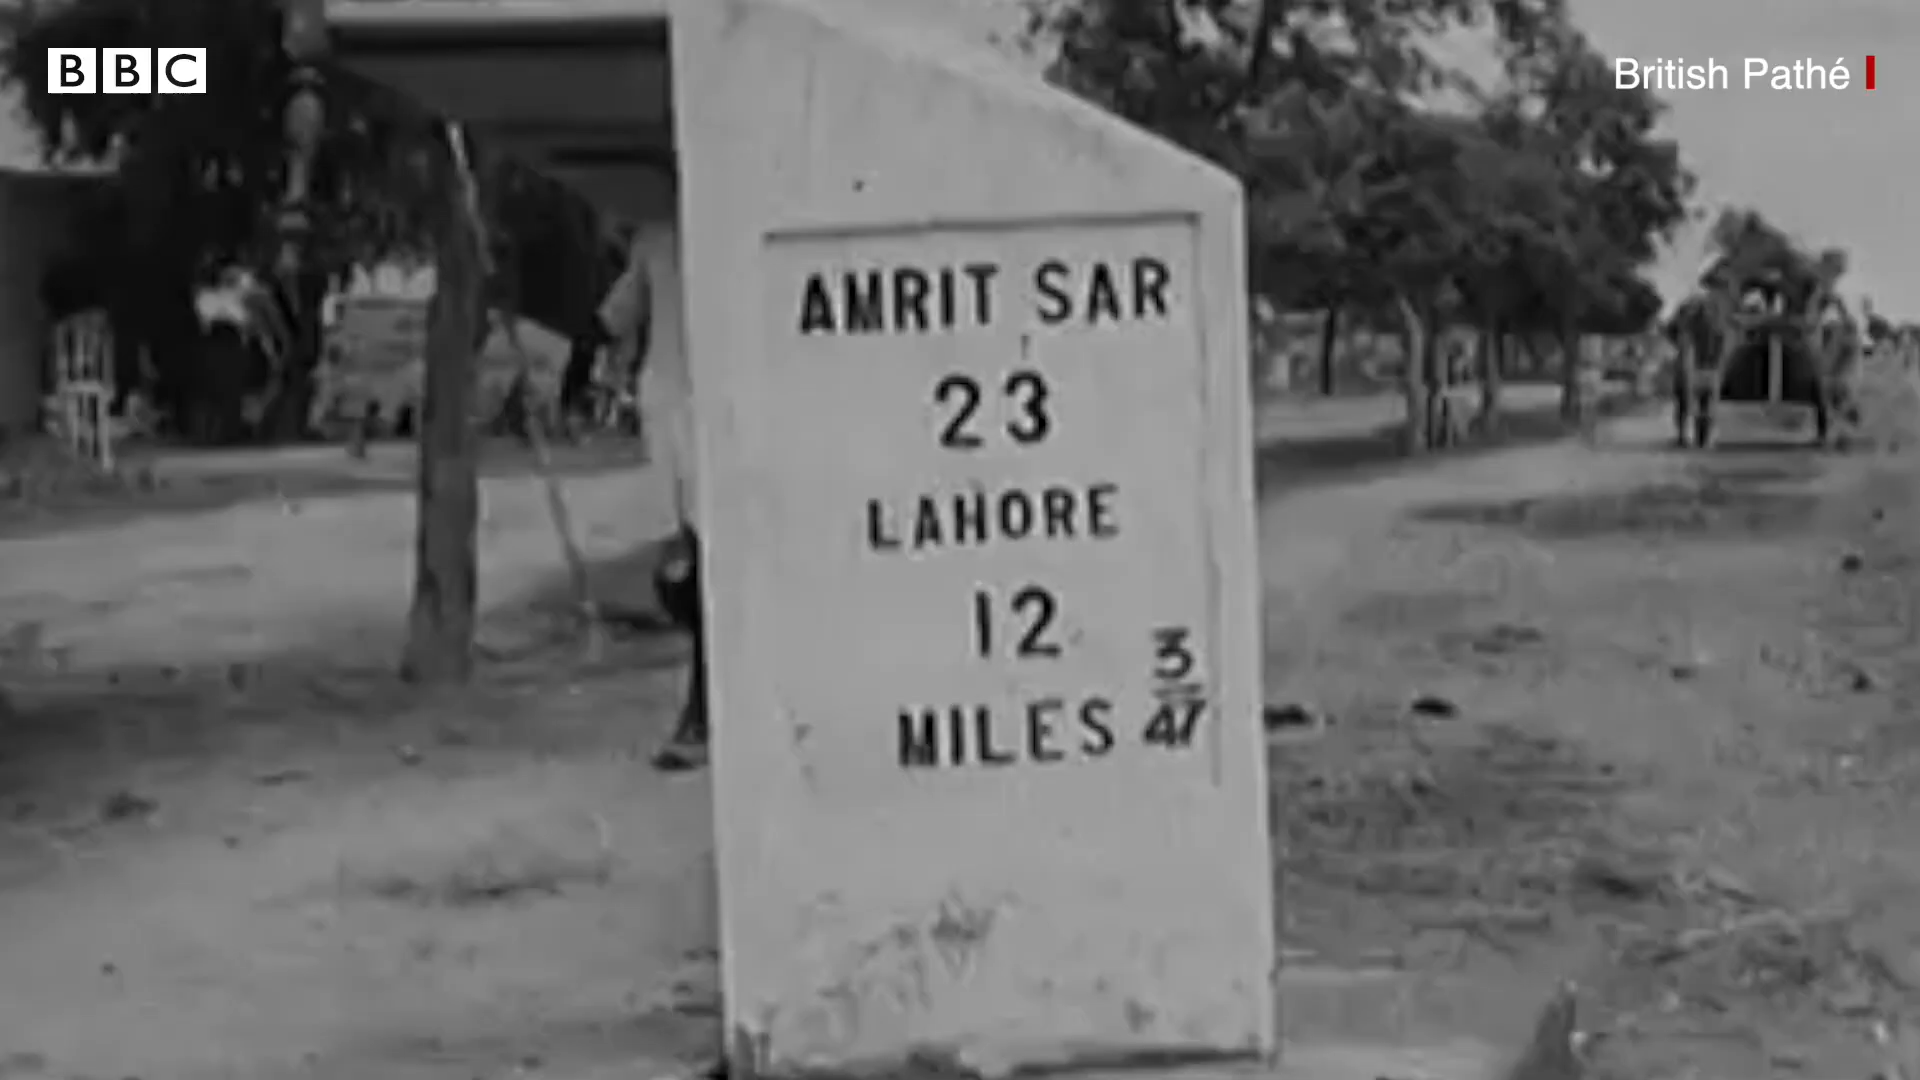 BBC
British Pathé
AMRIT SAR
23
LAHORE
12
MILES 3/47